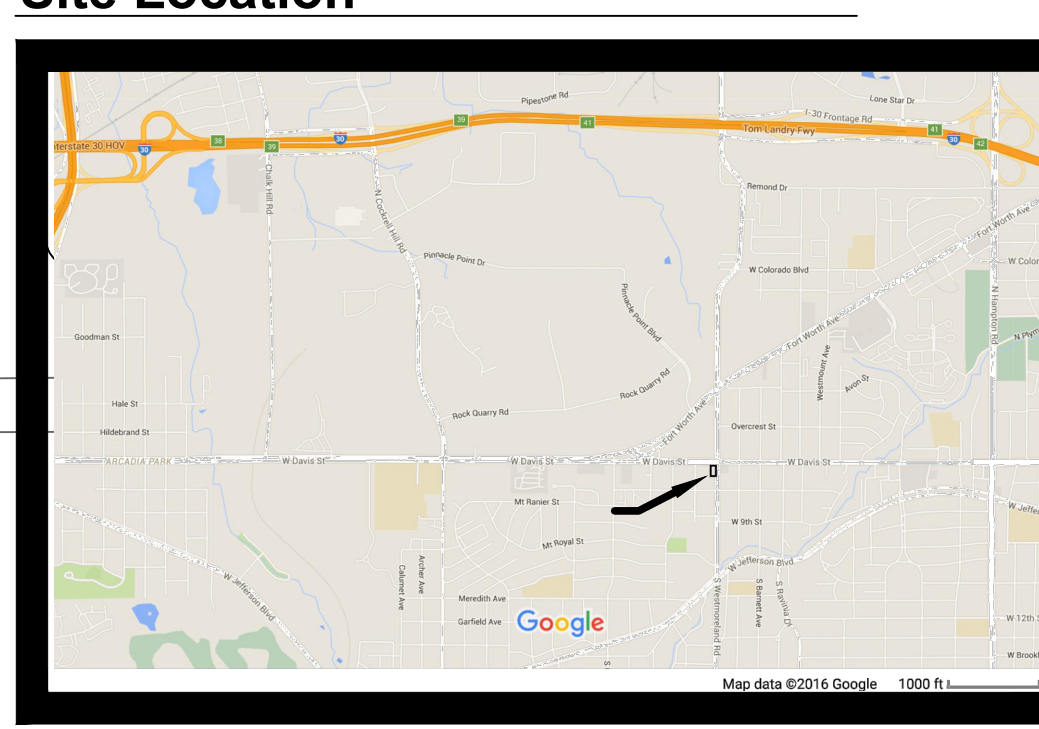 Site Location
Pipestone Rd
Lone Star Dr
I-30 Frontage Rd
39
41
Tom Landry Fwy
41
30
42
38
39
30
30
nterstate 30 HOV
Chalk Hill Rd
N Cockrell Hill Rd
Remond Dr
Fort Worth Ave
Pinnacle Point Dr
W Colorado Blvd
W Color
Pinnacle Point Blvd
N Hampton Rd
Goodman St
Fort Worth Ave
N Plym
Westmount Ave
Avon St
Rock Quarry Rd
Hale St
Rock Quarry Rd
Fort Worth Ave
Hildebrand St
Overcrest St
ARCADIA PARK
W Davis St
W Davis St
W Davis St
W Davis St
Mt Ranier St
W Jeffe
W 9th St
Mt Royal St
W Jefferson Blvd
W Jefferson Blvd
Archer Ave
Calumet Ave
S Westmoreland Rd
S Barnett Ave
S Ravinia Dr
Meredith Ave
Garfield Ave
Google
W 12th S
W Brookl
S
Map data ©2016 Google 1000 ft